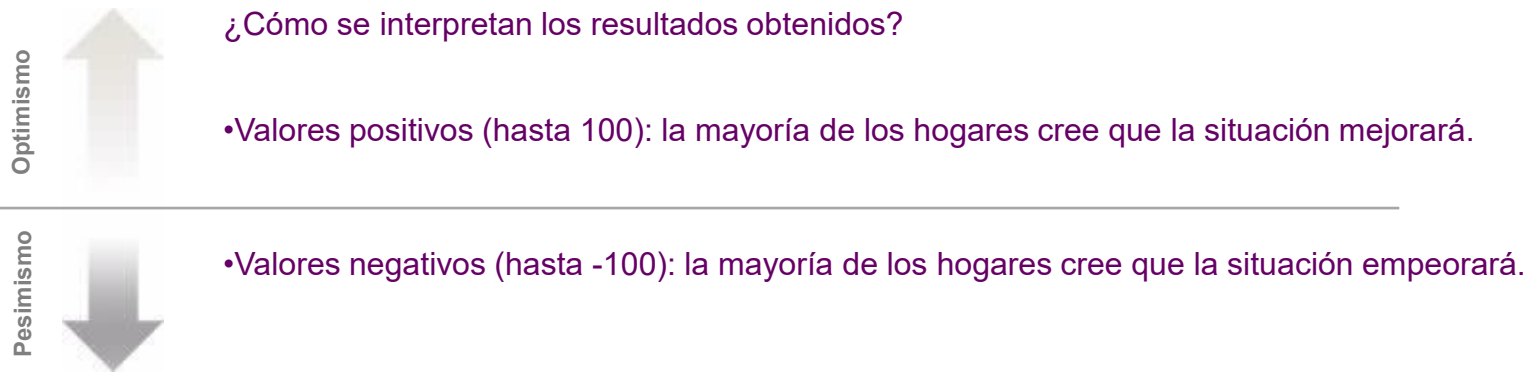 ¿Cómo se interpretan los resultados obtenidos?
Optimismo
•Valores positivos (hasta 100): la mayoría de los hogares cree que la situación mejorará.
Pesimismo
•Valores negativos (hasta -100): la mayoría de los hogares cree que la situación empeorará.